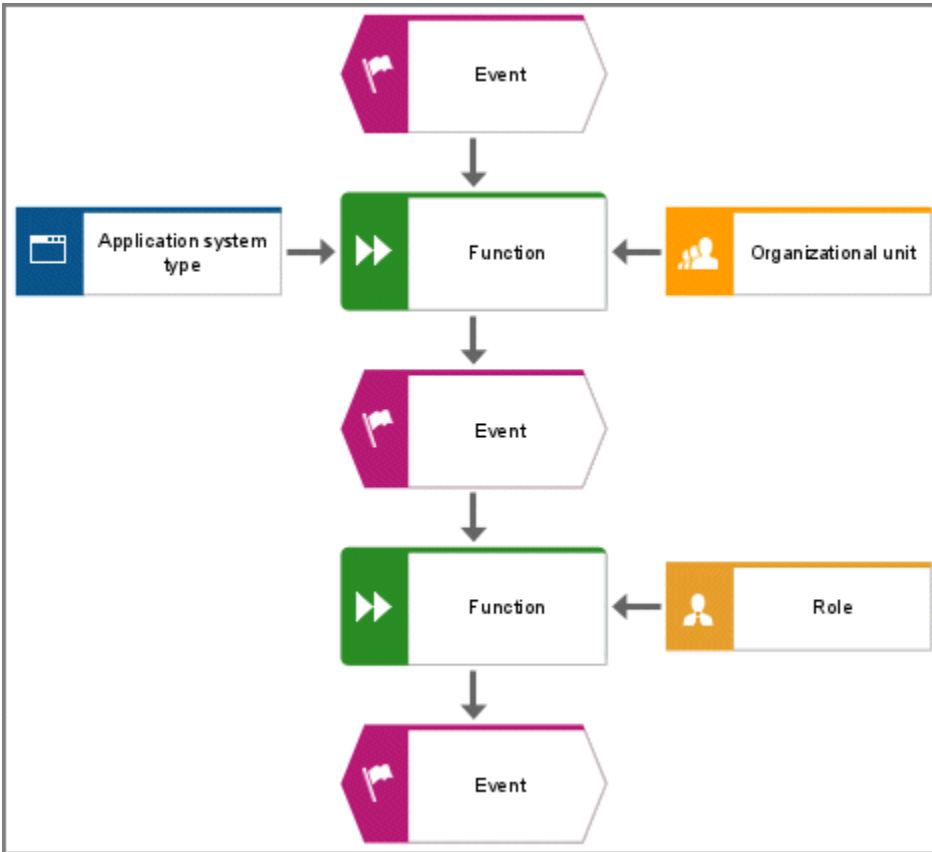 Event
Application system
type
Function
Organizational unit
Event
Function
Role
Event